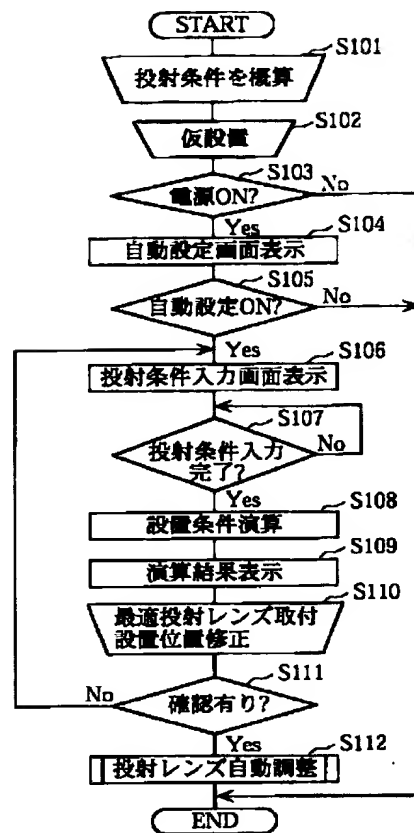 START
S101
投射条件を概算
S102
仮設置
S103
電源ON?
No
Yes
S104
自動設定画面表示
S105
自動設定ON?
No
Yes
S106
投射条件入力画面表示
S107
投射条件入力
完了?
No
Yes
S108
設置条件演算
S109
演算結果表示
S110
最適投射レンズ取付
設置位置修正
S111
No
確認有り?
Yes
S112
投射レンズ自動調整
END